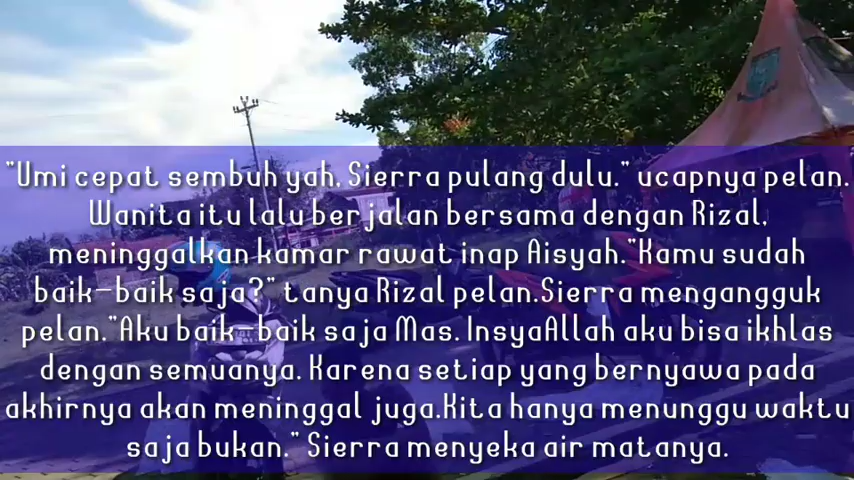 "Umi cepat sembuh yah, Sierra pulang dulu." ucapnya pelan.
Wanita itu lalu berjalan bersama dengan Rizal,
meninggalkan kamar rawat inap Aisyah."Kamu sudah
baik-baik saja?" tanya Rizal pelan.Sierra mengangguk
pelan."Aku baik-baik saja Mas. InsyaAllah aku bisa ikhlas
dengan semuanya. Karena setiap yang bernyawa pada
akhirnya akan meninggal juga.Kita hanya menunggu waktu
saja bukan." Sierra menyeka air matanya.